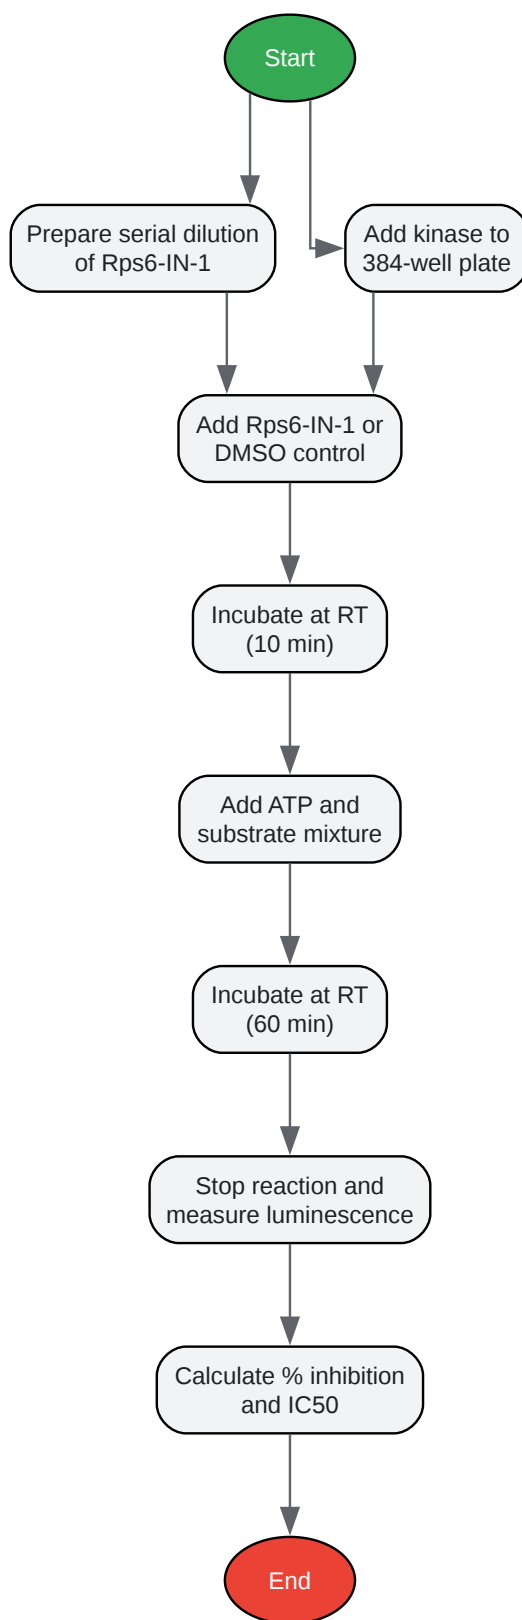 Start
Prepare serial dilution
of Rps6-IN-1
Add kinase to
384-well plate
Add Rps6-IN-1 or
DMSO control
Incubate at RT
(10 min)
Add ATP and
substrate mixture
Incubate at RT
(60 min)
Stop reaction and
measure luminescence
Calculate % inhibition
and IC50
End